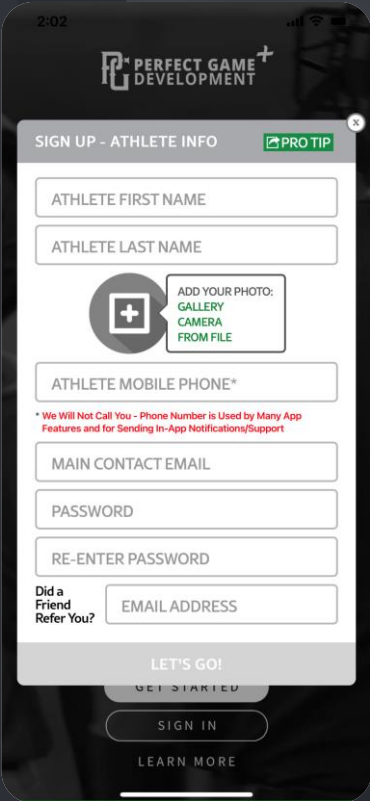 2:02
PERFECT GAME+
DEVELOPMENT
x
SIGN UP - ATHLETE INFO
PRO TIP
ATHLETE FIRST NAME
ATHLETE LAST NAME
ADD YOUR PHOTO:
GALLERY
CAMERA
FROM FILE
ATHLETE MOBILE PHONE*
* We Will Not Call You - Phone Number is Used by Many App
Features and for Sending In-App Notifications/Support
MAIN CONTACT EMAIL
PASSWORD
RE-ENTER PASSWORD
Did a
Friend
Refer You?
EMAIL ADDRESS
LET'S GO!
GET STARTED
SIGN IN
LEARN MORE